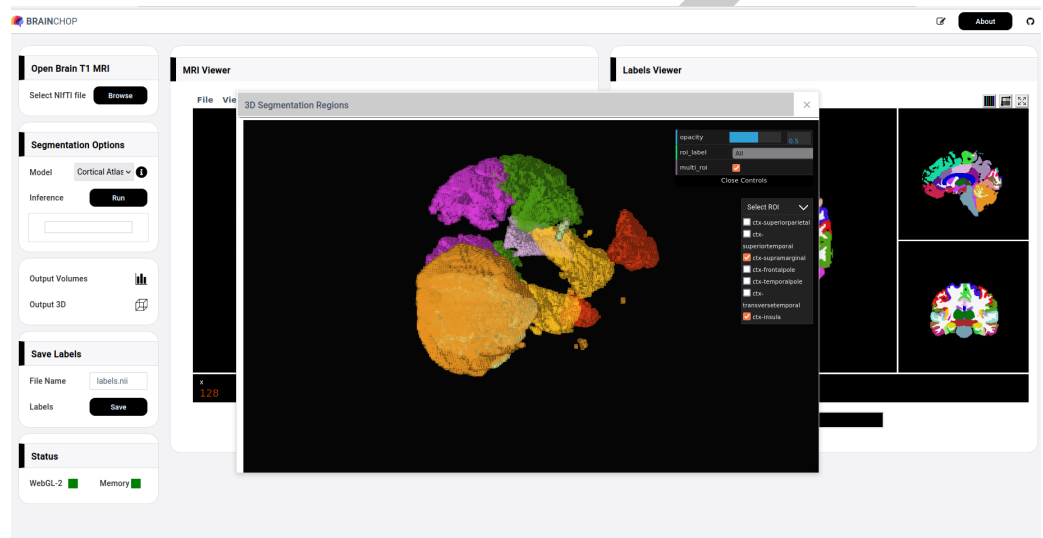 BRAINCHOP
About
Open Brain T1 MRI
Select NIfTI file
Browse
Segmentation Options
Model
Cortical Atlas
Inference
Run
Output Volumes
Output 3D
Save Labels
File Name
labels.nii
Labels
Save
Status
WebGL-2
Memory
MRI Viewer
File Vie
x
128
3D Segmentation Regions
×
opacity
0.5
roi_label
All
multi_roi
Close Controls
Select ROI
ctx-superiorparietal
ctx-
superiortemporal
ctx-supramarginal
ctx-frontalpole
ctx-temporalpole
ctx-
transversetemporal
ctx-insula
Labels Viewer